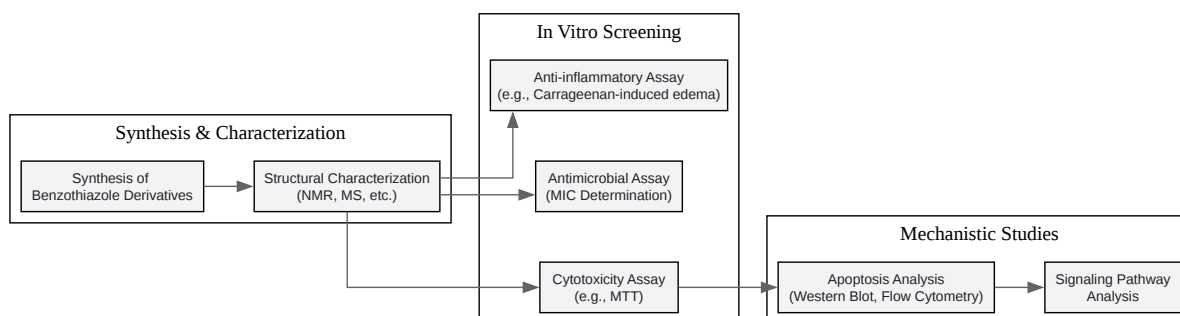 Synthesis & Characterization
Synthesis of
Benzothiazole Derivatives
Structural Characterization
(NMR, MS, etc.)
In Vitro Screening
Anti-inflammatory Assay
(e.g., Carrageenan-induced edema)
Antimicrobial Assay
(MIC Determination)
Cytotoxicity Assay
(e.g., MTT)
Mechanistic Studies
Apoptosis Analysis
(Western Blot, Flow Cytometry)
Signaling Pathway
Analysis